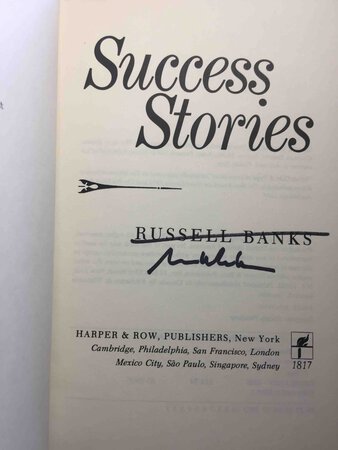 Success
Stories
RUSSELL BANKS
HARPER & ROW, PUBLISHERS, New York
Cambridge, Philadelphia, San Francisco, London
Mexico City, São Paulo, Singapore, Sydney
1817